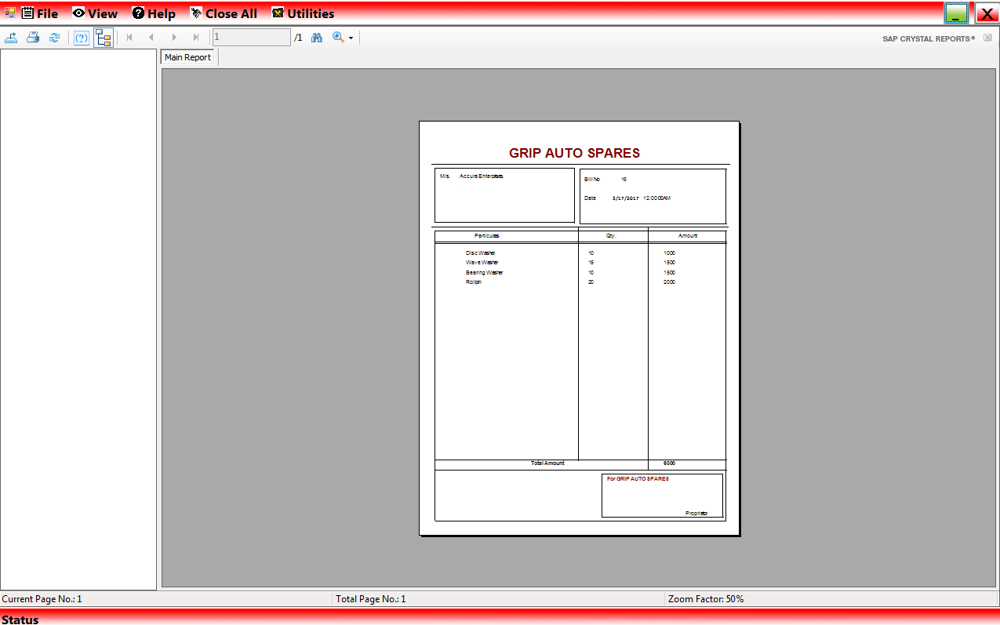 File View Help Close All Utilities
1 /1 SAP CRYSTAL REPORTS®
Main Report
GRIP AUTO SPARES
M/s. Accura Enterprises
Bill No 16
Date 3/17/2017 12:00:00AM
Particulars Qty. Amount
Disc Washer 10 1000
Wave Washer 15 1500
Bearing Washer 10 1500
Rollpin 20 2000
Total Amount 6000
For GRIP AUTO SPARES
Proprietor
Current Page No.: 1 Total Page No.: 1 Zoom Factor: 50%
Status